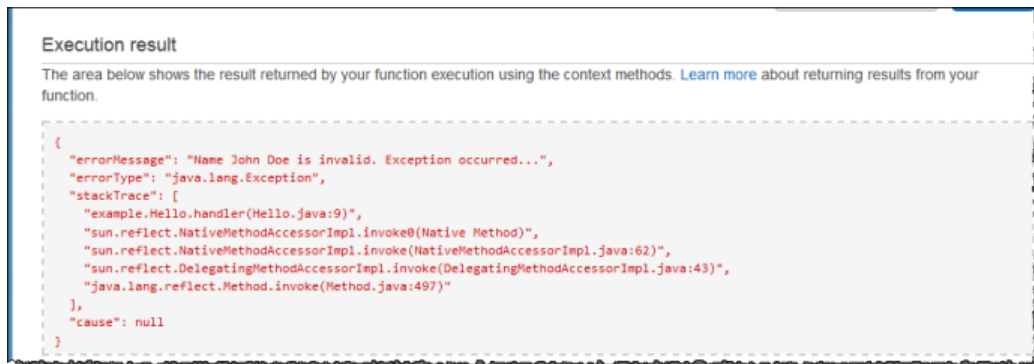 Execution result
The area below shows the result returned by your function execution using the context methods. Learn more about returning results from your
function.
{
"errorMessage": "Name John Doe is invalid. Exception occurred...",
"errorType": "java.lang.Exception",
"stackTrace": [
"example.Hello.handler(Hello.java:9)",
"sun.reflect.NativeMethodAccessorImpl.invoke0(Native Method)",
"sun.reflect.NativeMethodAccessorImpl.invoke(NativeMethodAccessorImpl.java:62)",
"sun.reflect.DelegatingMethodAccessorImpl.invoke(DelegatingMethodAccessorImpl.java:43)",
"java.lang.reflect.Method.invoke(Method.java:497)"
],
"cause": null
}